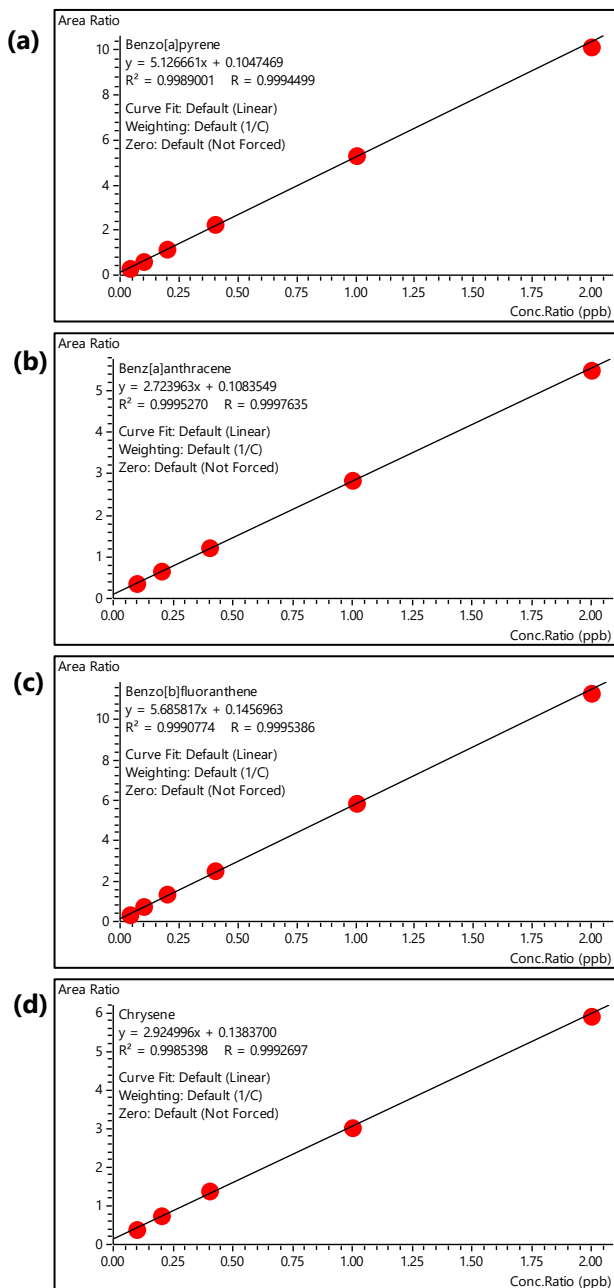 (a)
Area Ratio
Benzo[a]pyrene
y = 5.126661x + 0.1047469
R² = 0.9989001 R = 0.9994499
Curve Fit: Default (Linear)
Weighting: Default (1/C)
Zero: Default (Not Forced)
10
8
6
4
2
0
0.00 0.25 0.50 0.75 1.00 1.25 1.50 1.75 2.00
Conc.Ratio (ppb)
(b)
Area Ratio
Benz[a]anthracene
y = 2.723963x + 0.1083549
R² = 0.9995270 R = 0.9997635
Curve Fit: Default (Linear)
Weighting: Default (1/C)
Zero: Default (Not Forced)
5
4
3
2
1
0
0.00 0.25 0.50 0.75 1.00 1.25 1.50 1.75 2.00
Conc.Ratio (ppb)
(c)
Area Ratio
Benzo[b]fluoranthene
y = 5.685817x + 0.1456963
R² = 0.9990774 R = 0.9995386
Curve Fit: Default (Linear)
Weighting: Default (1/C)
Zero: Default (Not Forced)
10
8
6
4
2
0
0.00 0.25 0.50 0.75 1.00 1.25 1.50 1.75 2.00
Conc.Ratio (ppb)
(d)
Area Ratio
Chrysene
y = 2.924996x + 0.1383700
R² = 0.9985398 R = 0.9992697
Curve Fit: Default (Linear)
Weighting: Default (1/C)
Zero: Default (Not Forced)
6
5
4
3
2
1
0
0.00 0.25 0.50 0.75 1.00 1.25 1.50 1.75 2.00
Conc.Ratio (ppb)